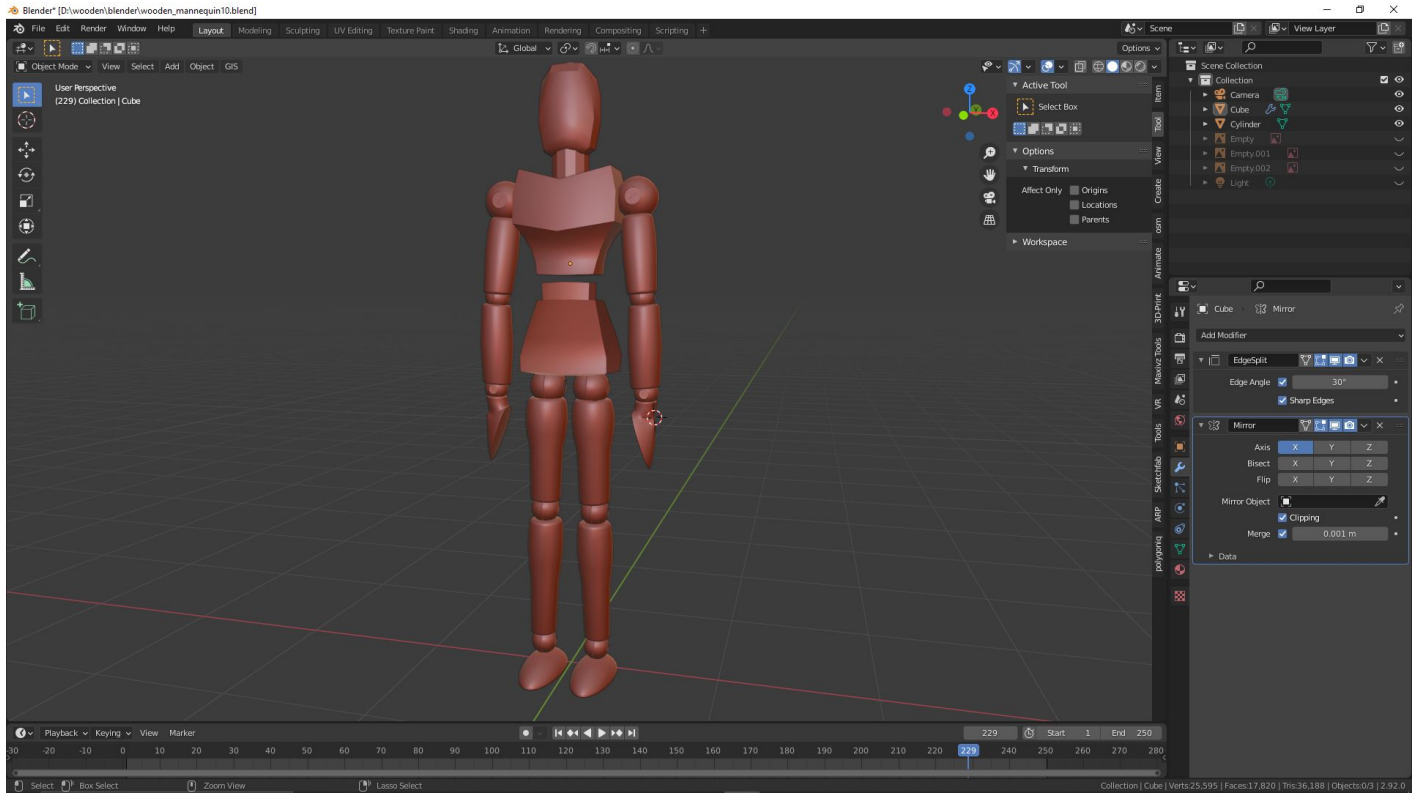 Blender* [D:\wooden\blender\wooden_mannequin10.blend]
File Edit Render Window Help Layout Modeling Sculpting UV Editing Texture Paint Shading Animation Rendering Compositing Scripting + Scene View Layer
Global Options
Object Mode View Select Add Object GIS
User Perspective
(229) Collection | Cube
Z
Y
X
Active Tool
Select Box
Options
Transform
Affect Only Origins
Locations
Parents
Workspace
Item
Tool
View
Create
osm
Animate
3D-Print
Maxivz Tools
VR
Tools
Sketchfab
ARP
polygoniq
Scene Collection
Collection
Camera
Cube
Cylinder
Empty
Empty.001
Empty.002
Light
Cube Mirror
Add Modifier
EdgeSplit
Edge Angle 30°
Sharp Edges
Mirror
Axis X Y Z
Bisect X Y Z
Flip X Y Z
Mirror Object
Clipping
Merge 0.001 m
Data
Playback Keying View Marker 229 Start 1 End 250
-30 -20 -10 0 10 20 30 40 50 60 70 80 90 100 110 120 130 140 150 160 170 180 190 200 210 220 229 240 250 260 270 280
Select Box Select Zoom View Lasso Select Collection | Cube | Verts:25,595 | Faces:17,820 | Tris:36,188 | Objects:0/3 | 2.92.0